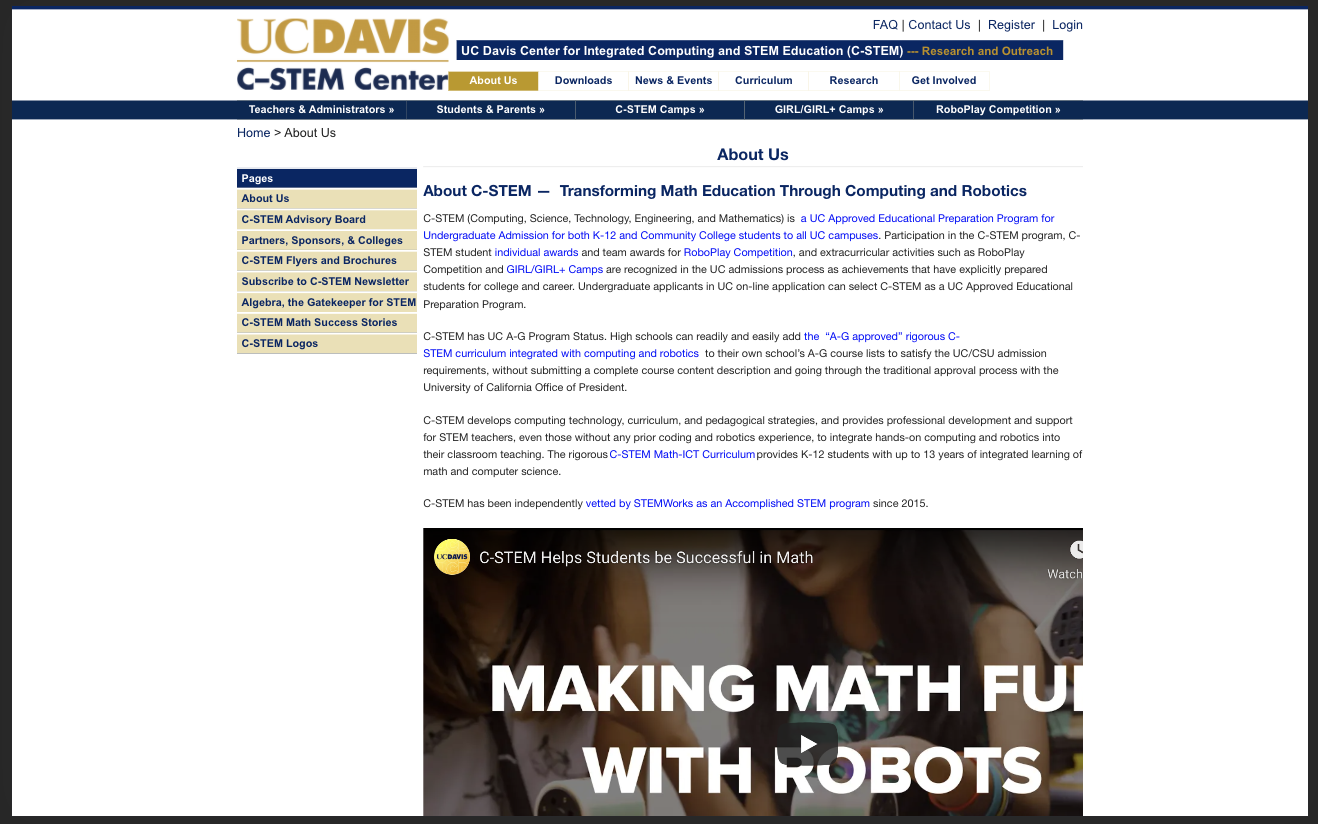 UCDAVIS
C-STEM Center
FAQ | Contact Us | Register | Login
UC Davis Center for Integrated Computing and STEM Education (C-STEM) --- Research and Outreach
About Us Downloads News & Events Curriculum Research Get Involved
Teachers & Administrators » Students & Parents » C-STEM Camps » GIRL/GIRL+ Camps » RoboPlay Competition »
Home > About Us
About Us
Pages
About Us
C-STEM Advisory Board
Partners, Sponsors, & Colleges
C-STEM Flyers and Brochures
Subscribe to C-STEM Newsletter
Algebra, the Gatekeeper for STEM
C-STEM Math Success Stories
C-STEM Logos
About C-STEM — Transforming Math Education Through Computing and Robotics
C-STEM (Computing, Science, Technology, Engineering, and Mathematics) is a UC Approved Educational Preparation Program for
Undergraduate Admission for both K-12 and Community College students to all UC campuses. Participation in the C-STEM program, C-
STEM student individual awards and team awards for RoboPlay Competition, and extracurricular activities such as RoboPlay
Competition and GIRL/GIRL+ Camps are recognized in the UC admissions process as achievements that have explicitly prepared
students for college and career. Undergraduate applicants in UC on-line application can select C-STEM as a UC Approved Educational
Preparation Program.
C-STEM has UC A-G Program Status. High schools can readily and easily add the “A-G approved” rigorous C-
STEM curriculum integrated with computing and robotics to their own school’s A-G course lists to satisfy the UC/CSU admission
requirements, without submitting a complete course content description and going through the traditional approval process with the
University of California Office of President.
C-STEM develops computing technology, curriculum, and pedagogical strategies, and provides professional development and support
for STEM teachers, even those without any prior coding and robotics experience, to integrate hands-on computing and robotics into
their classroom teaching. The rigorous C-STEM Math-ICT Curriculum provides K-12 students with up to 13 years of integrated learning of
math and computer science.
C-STEM has been independently vetted by STEMWorks as an Accomplished STEM program since 2015.
UCDAVIS
C-STEM Helps Students be Successful in Math
Watch
MAKING MATH FUN
WITH ROBOTS